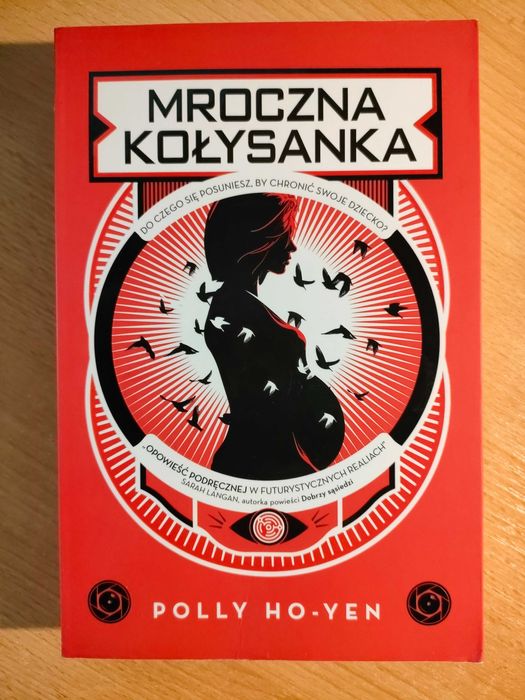 MROCZNA
KOŁYSANKA
DO CZEGO SIĘ POSUNIESZ, BY CHRONIĆ SWOJE DZIECKO?
„OPOWIEŚĆ PODRĘCZNEJ W FUTURYSTYCZNYCH REALIACH”
SARAH LANGAN, autorka powieści Dobrzy sąsiedzi
POLLY HO-YEN